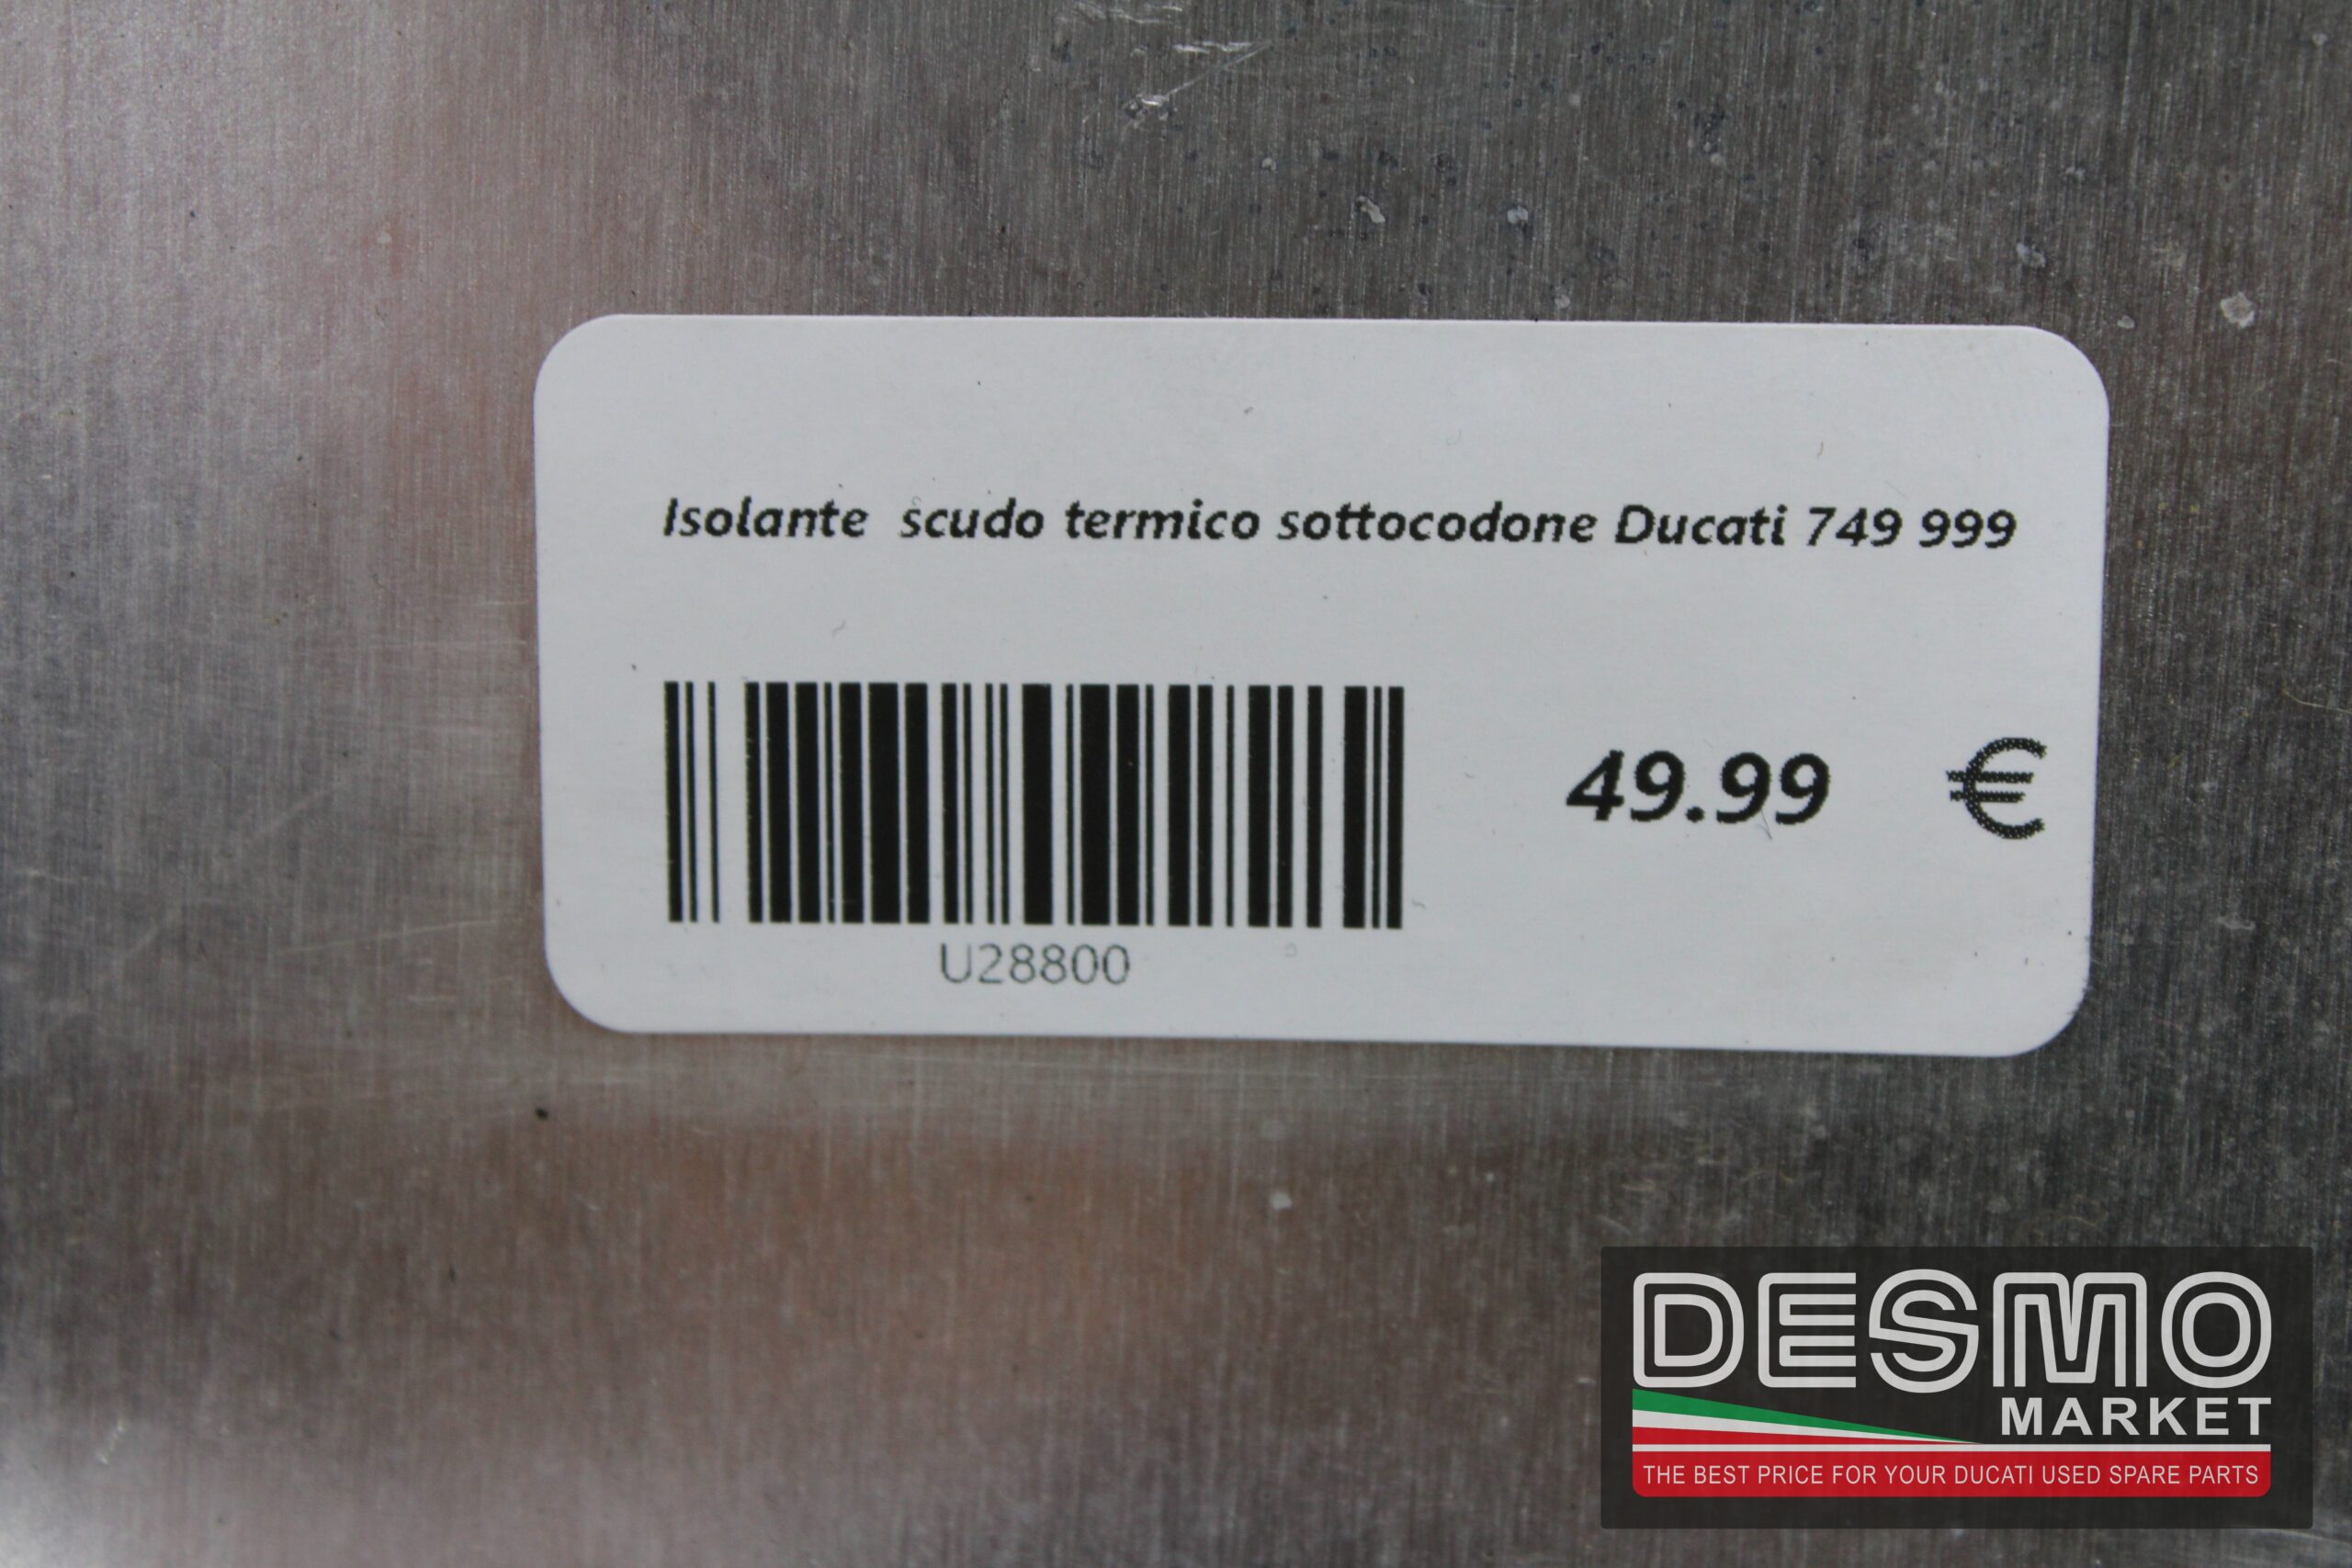 Isolante scudo termico sottocodone Ducati 749 999
49.99 €
U28800
DESMO
MARKET
THE BEST PRICE FOR YOUR DUCATI USED SPARE PARTS